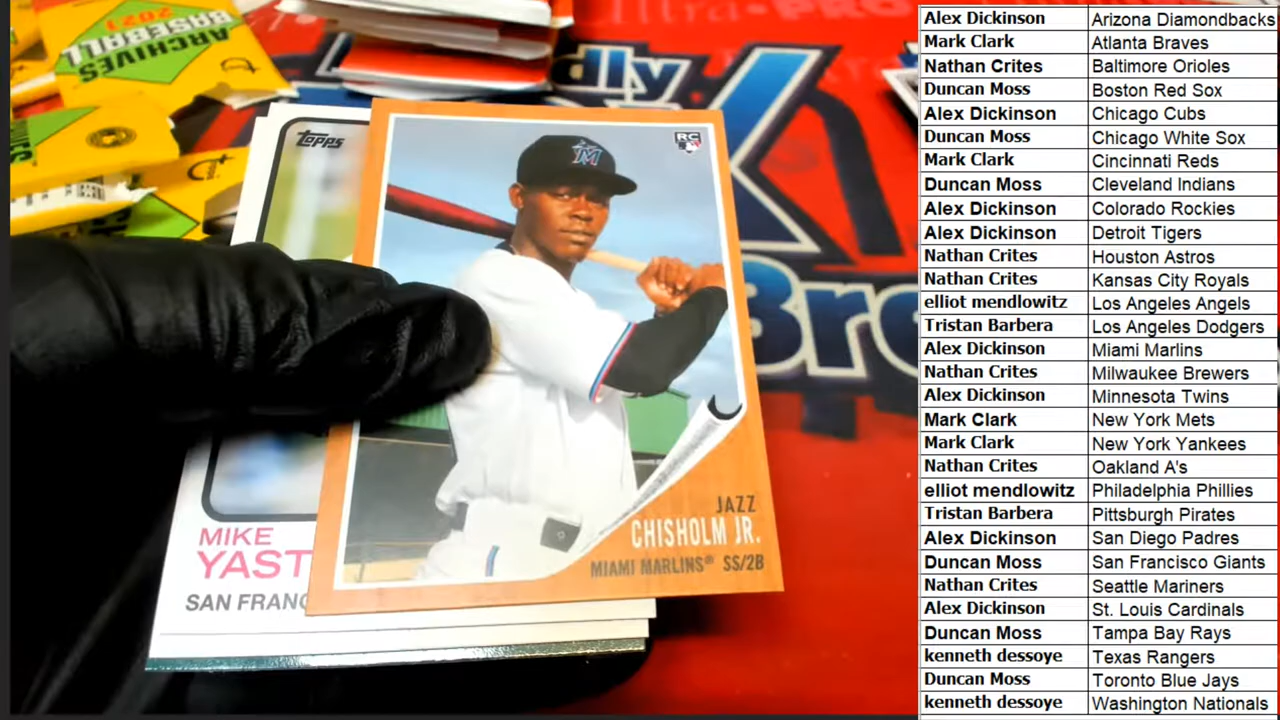 ARCHIVES
BASEBALL
2021
Ultra-PRO
dly
Bro
Topps
RC
M
JAZZ
CHISHOLM JR.
MIAMI MARLINS® SS/2B
MIKE
YAST
SAN FRANC
Alex Dickinson Arizona Diamondbacks
Mark Clark Atlanta Braves
Nathan Crites Baltimore Orioles
Duncan Moss Boston Red Sox
Alex Dickinson Chicago Cubs
Duncan Moss Chicago White Sox
Mark Clark Cincinnati Reds
Duncan Moss Cleveland Indians
Alex Dickinson Colorado Rockies
Alex Dickinson Detroit Tigers
Nathan Crites Houston Astros
Nathan Crites Kansas City Royals
elliot mendlowitz Los Angeles Angels
Tristan Barbera Los Angeles Dodgers
Alex Dickinson Miami Marlins
Nathan Crites Milwaukee Brewers
Alex Dickinson Minnesota Twins
Mark Clark New York Mets
Mark Clark New York Yankees
Nathan Crites Oakland A's
elliot mendlowitz Philadelphia Phillies
Tristan Barbera Pittsburgh Pirates
Alex Dickinson San Diego Padres
Duncan Moss San Francisco Giants
Nathan Crites Seattle Mariners
Alex Dickinson St. Louis Cardinals
Duncan Moss Tampa Bay Rays
kenneth dessoye Texas Rangers
Duncan Moss Toronto Blue Jays
kenneth dessoye Washington Nationals